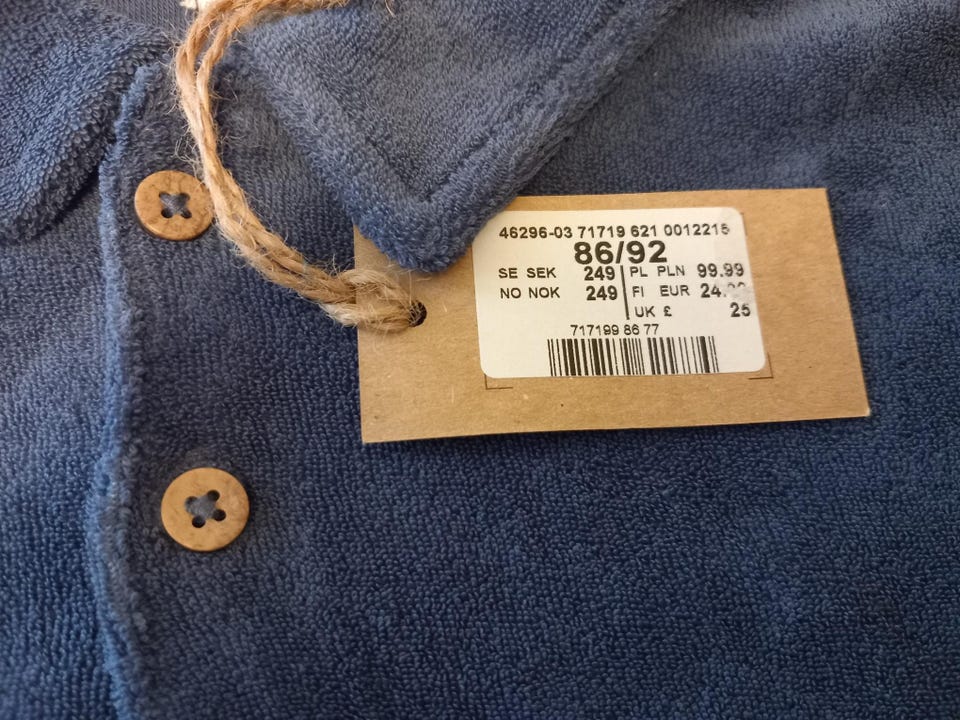 46296-03 71719 621 0012215
86/92
SE SEK 249 PL PLN 99.99
NO NOK 249 FI EUR 24.
UK £ 25
717199 86 77